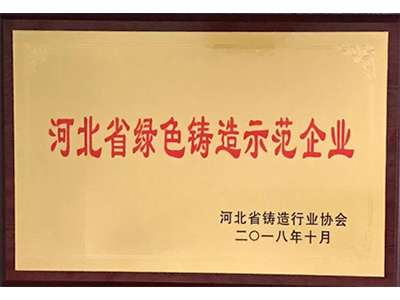 河北省绿色铸造示范企业
河北省铸造行业协会
二〇一八年十月